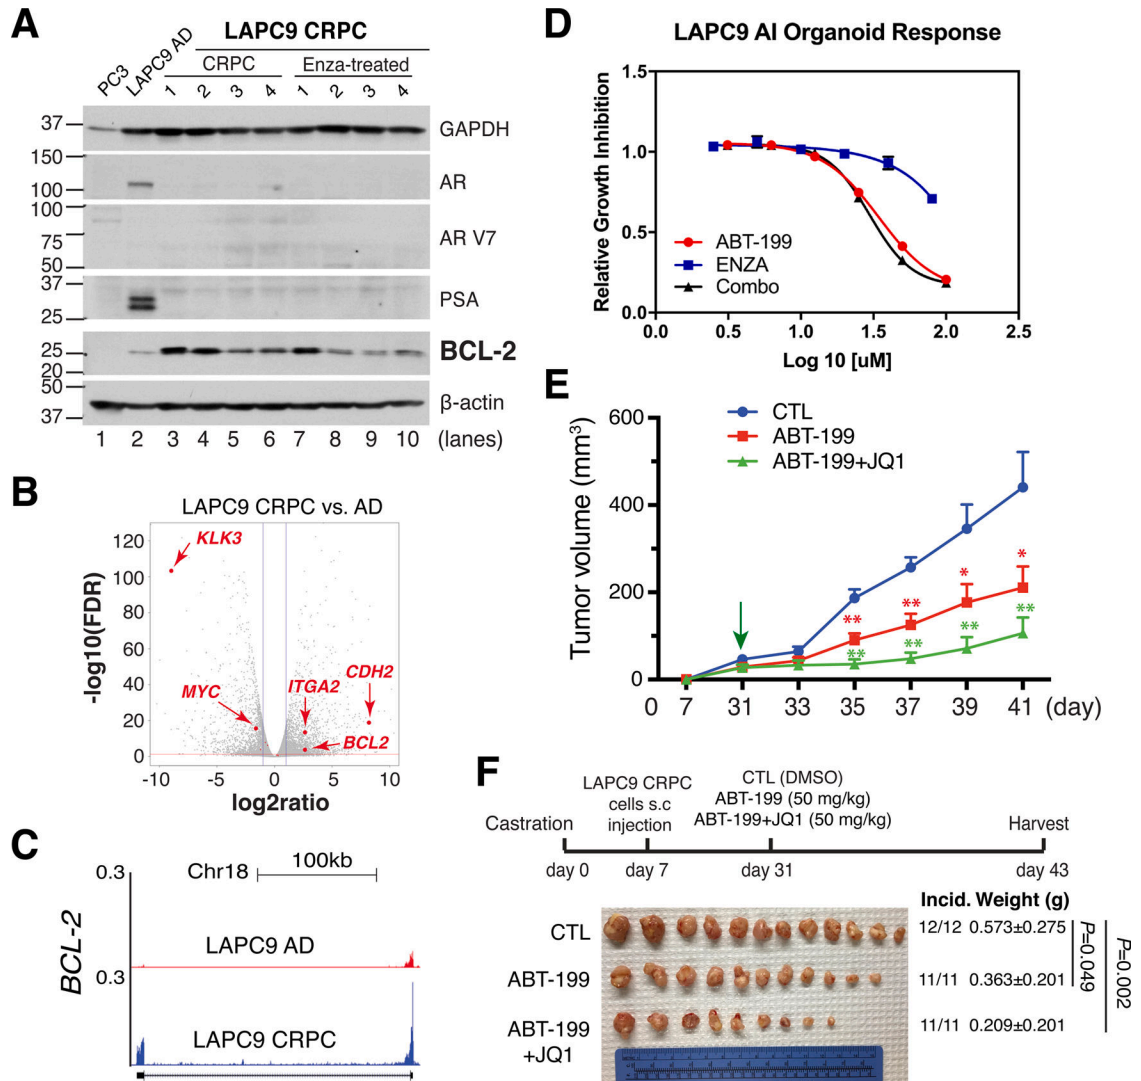 A
LAPC9 CRPC
PC3
LAPC9 AD
CRPC
Enza-treated
1 2 3 4 1 2 3 4
37
GAPDH
150
100
AR
100
75
50
AR V7
37
25
PSA
25
20
BCL-2
50
37
β-actin
1 2 3 4 5 6 7 8 9 10 (lanes)
B
LAPC9 CRPC vs. AD
-log10(FDR)
120
100
80
60
40
20
0
KLK3
MYC
ITGA2
CDH2
BCL2
-10 -5 0 5 10
log2ratio
C
BCL-2
0.3
Chr18
100kb
LAPC9 AD
0.3
LAPC9 CRPC
0
D
LAPC9 AI Organoid Response
Relative Growth Inhibition
1.5
1.0
0.5
0.0
ABT-199
ENZA
Combo
0.0 0.5 1.0 1.5 2.0 2.5
Log 10 [uM]
E
Tumor volume (mm³)
600
400
200
0
CTL
ABT-199
ABT-199+JQ1
** ** * *
** ** ** **
0 7 31 33 35 37 39 41 (day)
F
Castration
LAPC9 CRPC
cells s.c
injection
CTL (DMSO)
ABT-199 (50 mg/kg)
ABT-199+JQ1 (50 mg/kg)
Harvest
day 0 day 7 day 31 day 43
Incid. Weight (g)
CTL
12/12 0.573±0.275
ABT-199
11/11 0.363±0.201
ABT-199
+JQ1
11/11 0.209±0.201
P=0.049
P=0.002